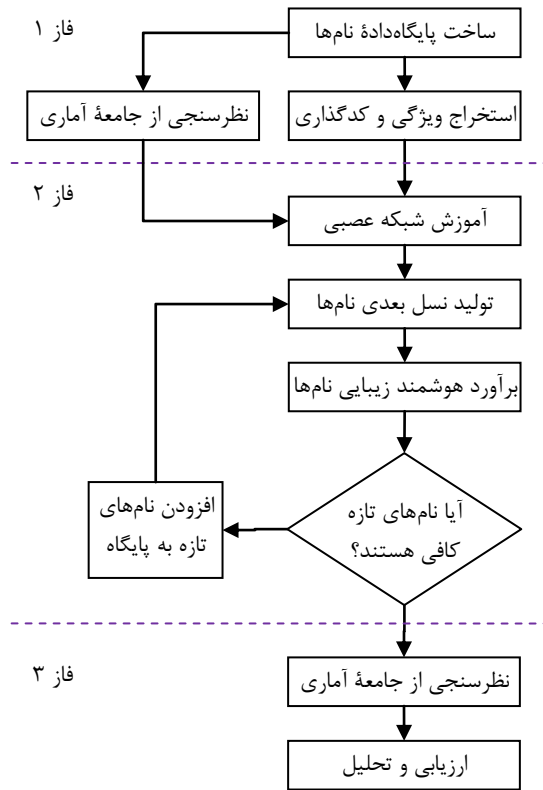 فاز ۱
ساخت پایگاه‌دادهٔ نام‌ها
استخراج ویژگی و کدگذاری
نظرسنجی از جامعهٔ آماری
فاز ۲
آموزش شبکه عصبی
تولید نسل بعدی نام‌ها
برآورد هوشمند زیبایی نام‌ها
آیا نام‌های تازه
کافی هستند؟
افزودن نام‌های
تازه به پایگاه
فاز ۳
نظرسنجی از جامعهٔ آماری
ارزیابی و تحلیل